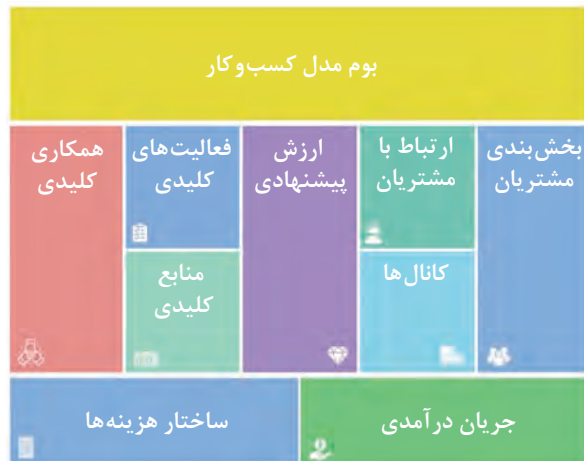 بوم مدل کسب‌وکار
بخش‌بندی
مشتریان
ارتباط با
مشتریان
کانال‌ها
ارزش
پیشنهادی
فعالیت‌های
کلیدی
منابع
کلیدی
همکاری
کلیدی
جریان درآمدی
ساختار هزینه‌ها